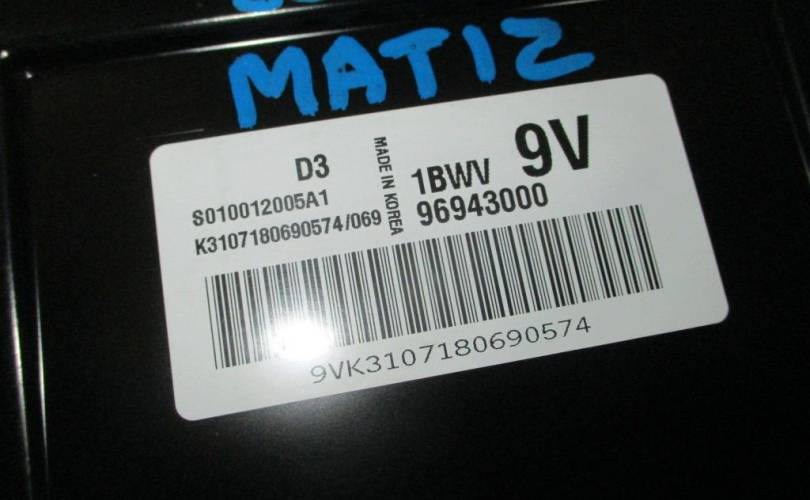 MATIZ
D3
S010012005A1
K3107180690574/069
MADE IN KOREA
1BWV 9V
96943000
9VK3107180690574